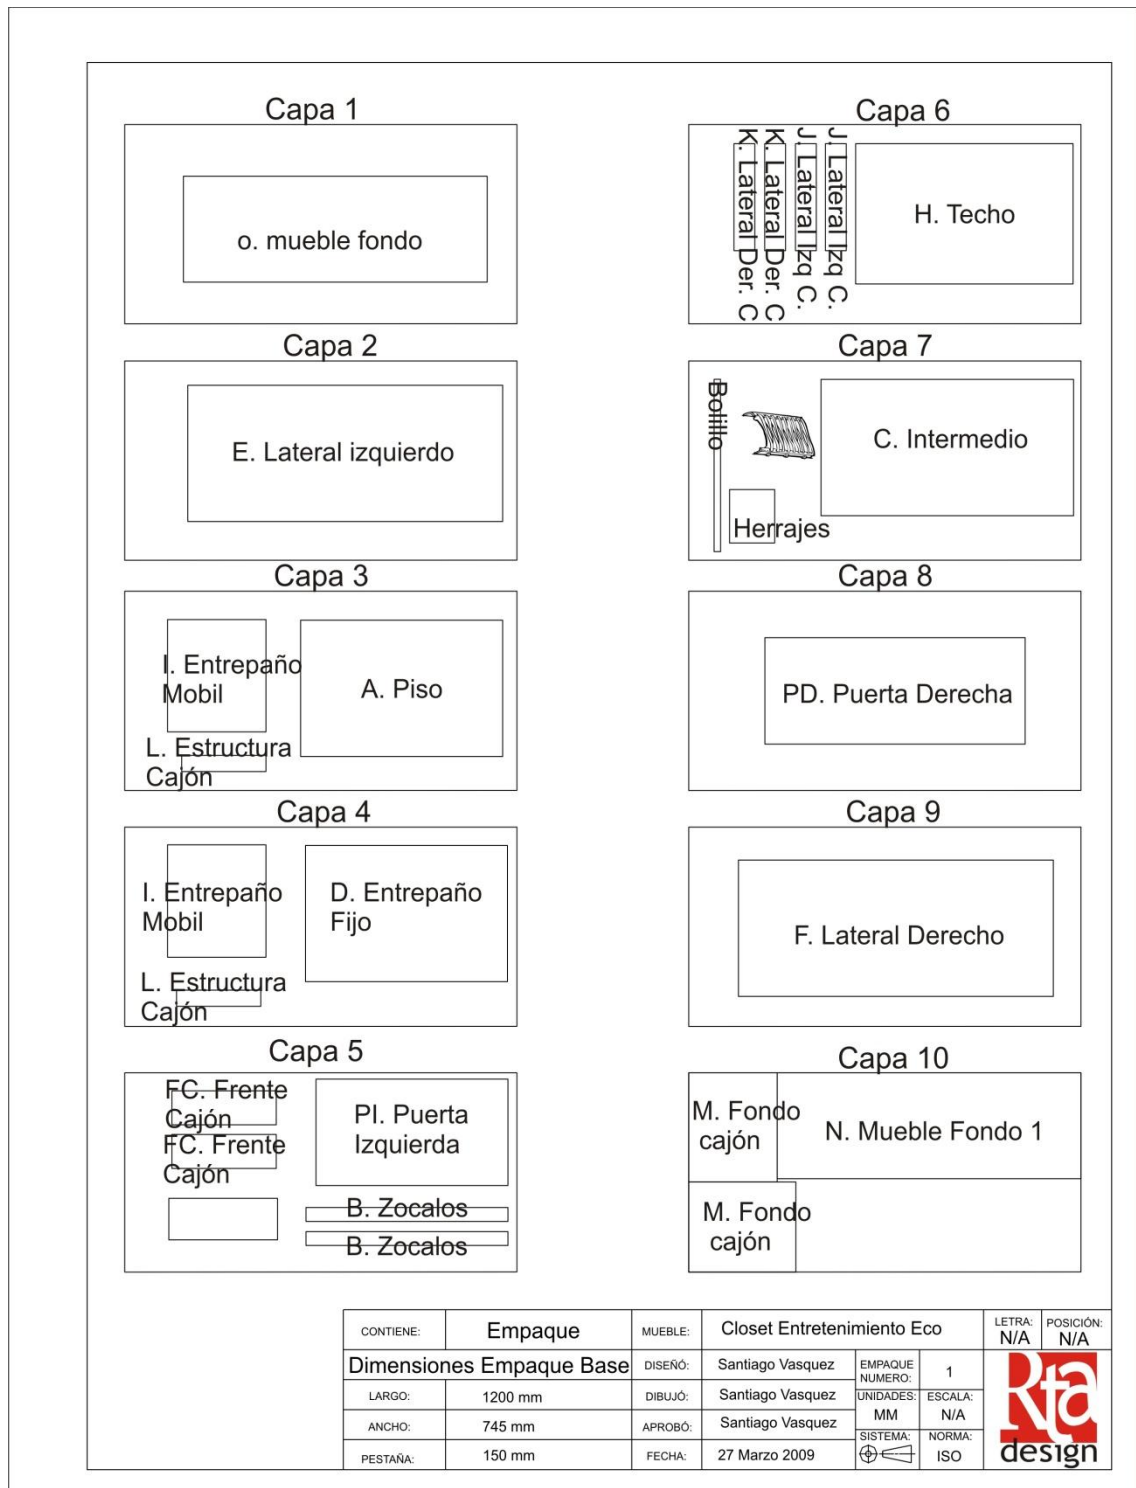 Capa 1
o. mueble fondo
Capa 2
E. Lateral izquierdo
Capa 3
I. Entrepaño
Mobil
A. Piso
L. Estructura
Cajón
Capa 4
I. Entrepaño
Mobil
D. Entrepaño
Fijo
L. Estructura
Cajón
Capa 5
FC. Frente
Cajón
FC. Frente
Cajón
PI. Puerta
Izquierda
B. Zocalos
B. Zocalos
Capa 6
K. Lateral Der. C
K. Lateral Der. C
J. Lateral Izq C.
J. Lateral Izq C.
H. Techo
Capa 7
Bolillo
Herrajes
C. Intermedio
Capa 8
PD. Puerta Derecha
Capa 9
F. Lateral Derecho
Capa 10
M. Fondo
cajón
N. Mueble Fondo 1
M. Fondo
cajón
CONTIENE: Empaque MUEBLE: Closet Entretenimiento Eco LETRA: N/A POSICIÓN: N/A
Dimensiones Empaque Base DISEÑÓ: Santiago Vasquez EMPAQUE NUMERO: 1
LARGO: 1200 mm DIBUJÓ: Santiago Vasquez UNIDADES: MM ESCALA: N/A
ANCHO: 745 mm APROBÓ: Santiago Vasquez
PESTAÑA: 150 mm FECHA: 27 Marzo 2009 SISTEMA: NORMA: ISO
Rta
design